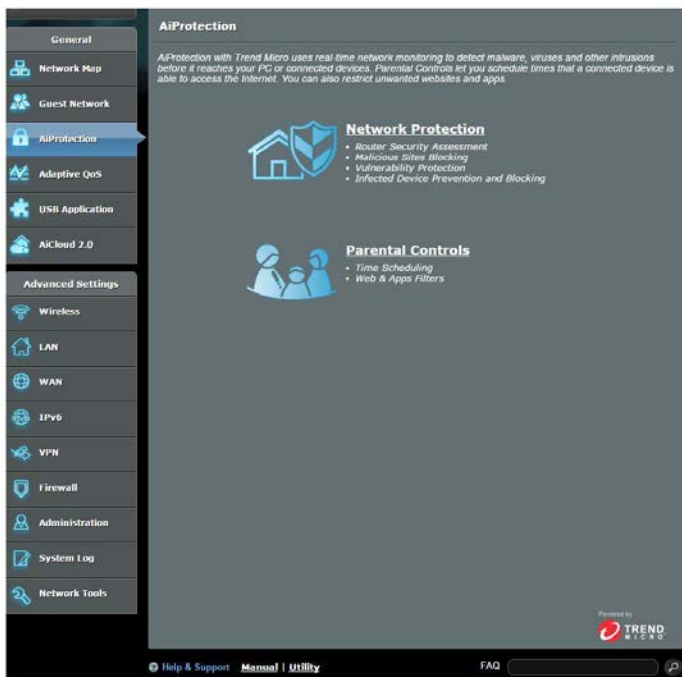 General
Network Map
Guest Network
AiProtection
Adaptive QoS
USB Application
AiCloud 2.0
Advanced Settings
Wireless
LAN
WAN
IPv6
VPN
Firewall
Administration
System Log
Network Tools
AiProtection
AiProtection with Trend Micro uses real-time network monitoring to detect malware, viruses and other intrusions
before it reaches your PC or connected devices. Parental Controls let you schedule times that a connected device is
able to access the Internet. You can also restrict unwanted websites and apps.
Network Protection
• Router Security Assessment
• Malicious Sites Blocking
• Vulnerability Protection
• Infected Device Prevention and Blocking
Parental Controls
• Time Scheduling
• Web & Apps Filters
Powered by
TREND
MICRO
Help & Support Manual | Utility FAQ